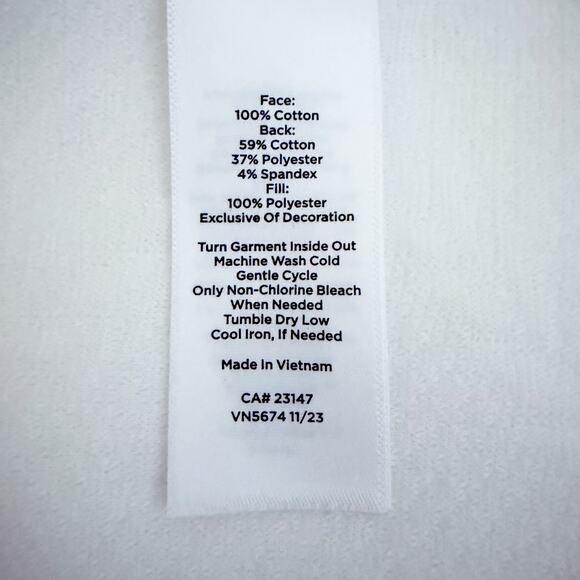 Face:
100% Cotton
Back:
59% Cotton
37% Polyester
4% Spandex
Fill:
100% Polyester
Exclusive Of Decoration
Turn Garment Inside Out
Machine Wash Cold
Gentle Cycle
Only Non-Chlorine Bleach
When Needed
Tumble Dry Low
Cool Iron, If Needed
Made In Vietnam
CA# 23147
VN5674 11/23